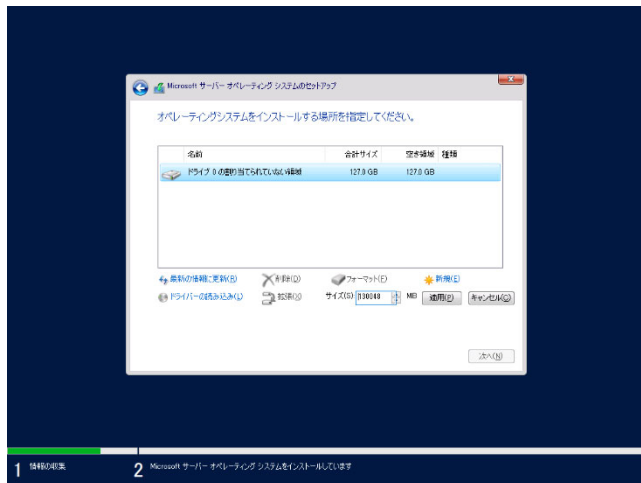 Microsoft サーバー オペレーティング システムのセットアップ
オペレーティングシステムをインストールする場所を指定してください。
名前 合計サイズ 空き領域 種類
ドライブ 0 の割り当てられていない領域 127.0 GB 127.0 GB
最新の情報に更新(R) 削除(D) フォーマット(F) 新規(E)
ドライバーの読み込み(L) 拡張(X) サイズ(S) 130048 MB 適用(P) キャンセル(C)
次へ(N)
1 情報の収集 2 Microsoft サーバー オペレーティング システムをインストールしています